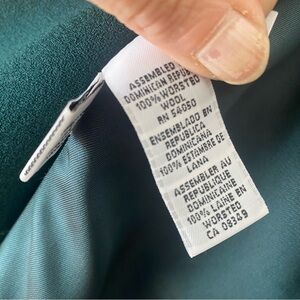 ASSEMBLED
DOMINICAN REPUBL
100% WORSTED
WOOL
RN 54050
ENSEMBLADO EN
REPUBLICA
DOMINICANA
100% ESTAMBRE DE
LANA
ASSEMBLER AU
REPUBLIQUE
DOMINICAINE
100% LAINE EN
WORSTED
CA 08349